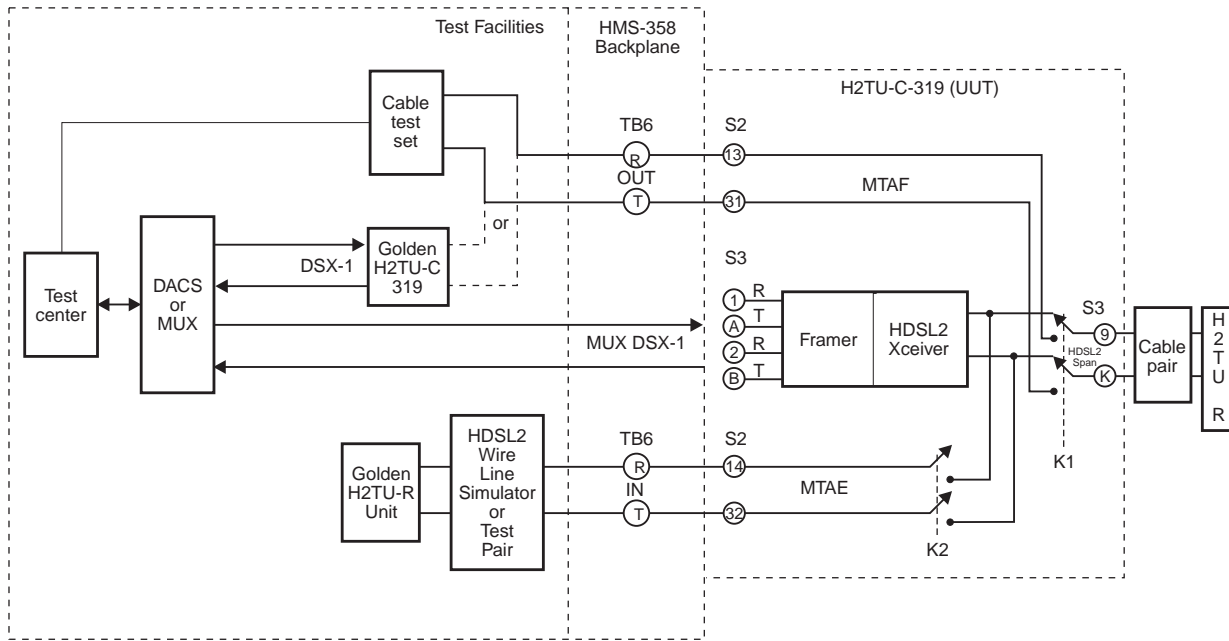 Test Facilities
HMS-358
Backplane
H2TU-C-319 (UUT)
Cable
test
set
TB6
S2
R
13
OUT
T
31
MTAF
or
Golden
H2TU-C
319
DSX-1
Test
center
DACS
or
MUX
MUX DSX-1
S3
1
R
A
T
2
R
B
T
Framer
HDSL2
Xceiver
S3
9
HDSL2
Span
K
Cable
pair
H
2
T
U
R
K1
Golden
H2TU-R
Unit
HDSL2
Wire
Line
Simulator
or
Test
Pair
TB6
S2
R
14
IN
T
32
MTAE
K2